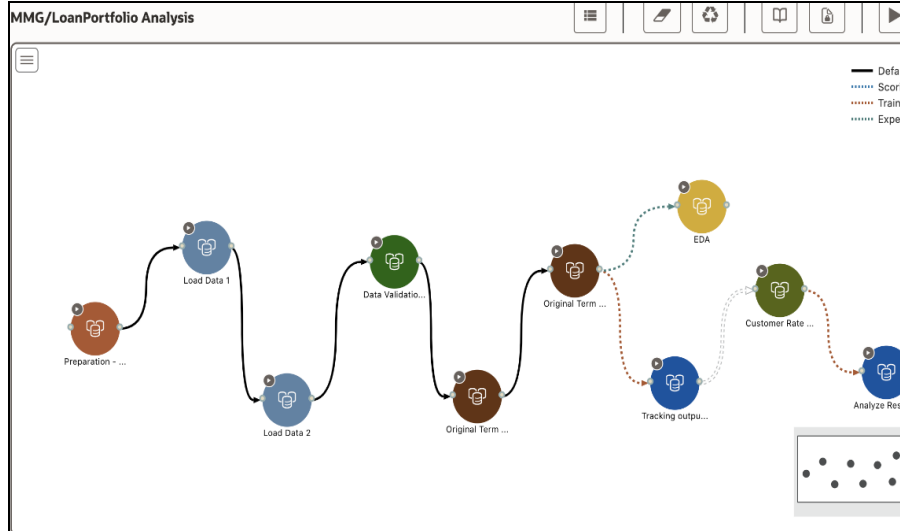 MMG/LoanPortfolio Analysis
Defa
Scori
Train
Expe
EDA
Load Data 1
Data Validatio...
Original Term ...
Customer Rate ...
Preparation - ...
Load Data 2
Original Term ...
Tracking outpu...
Analyze Res